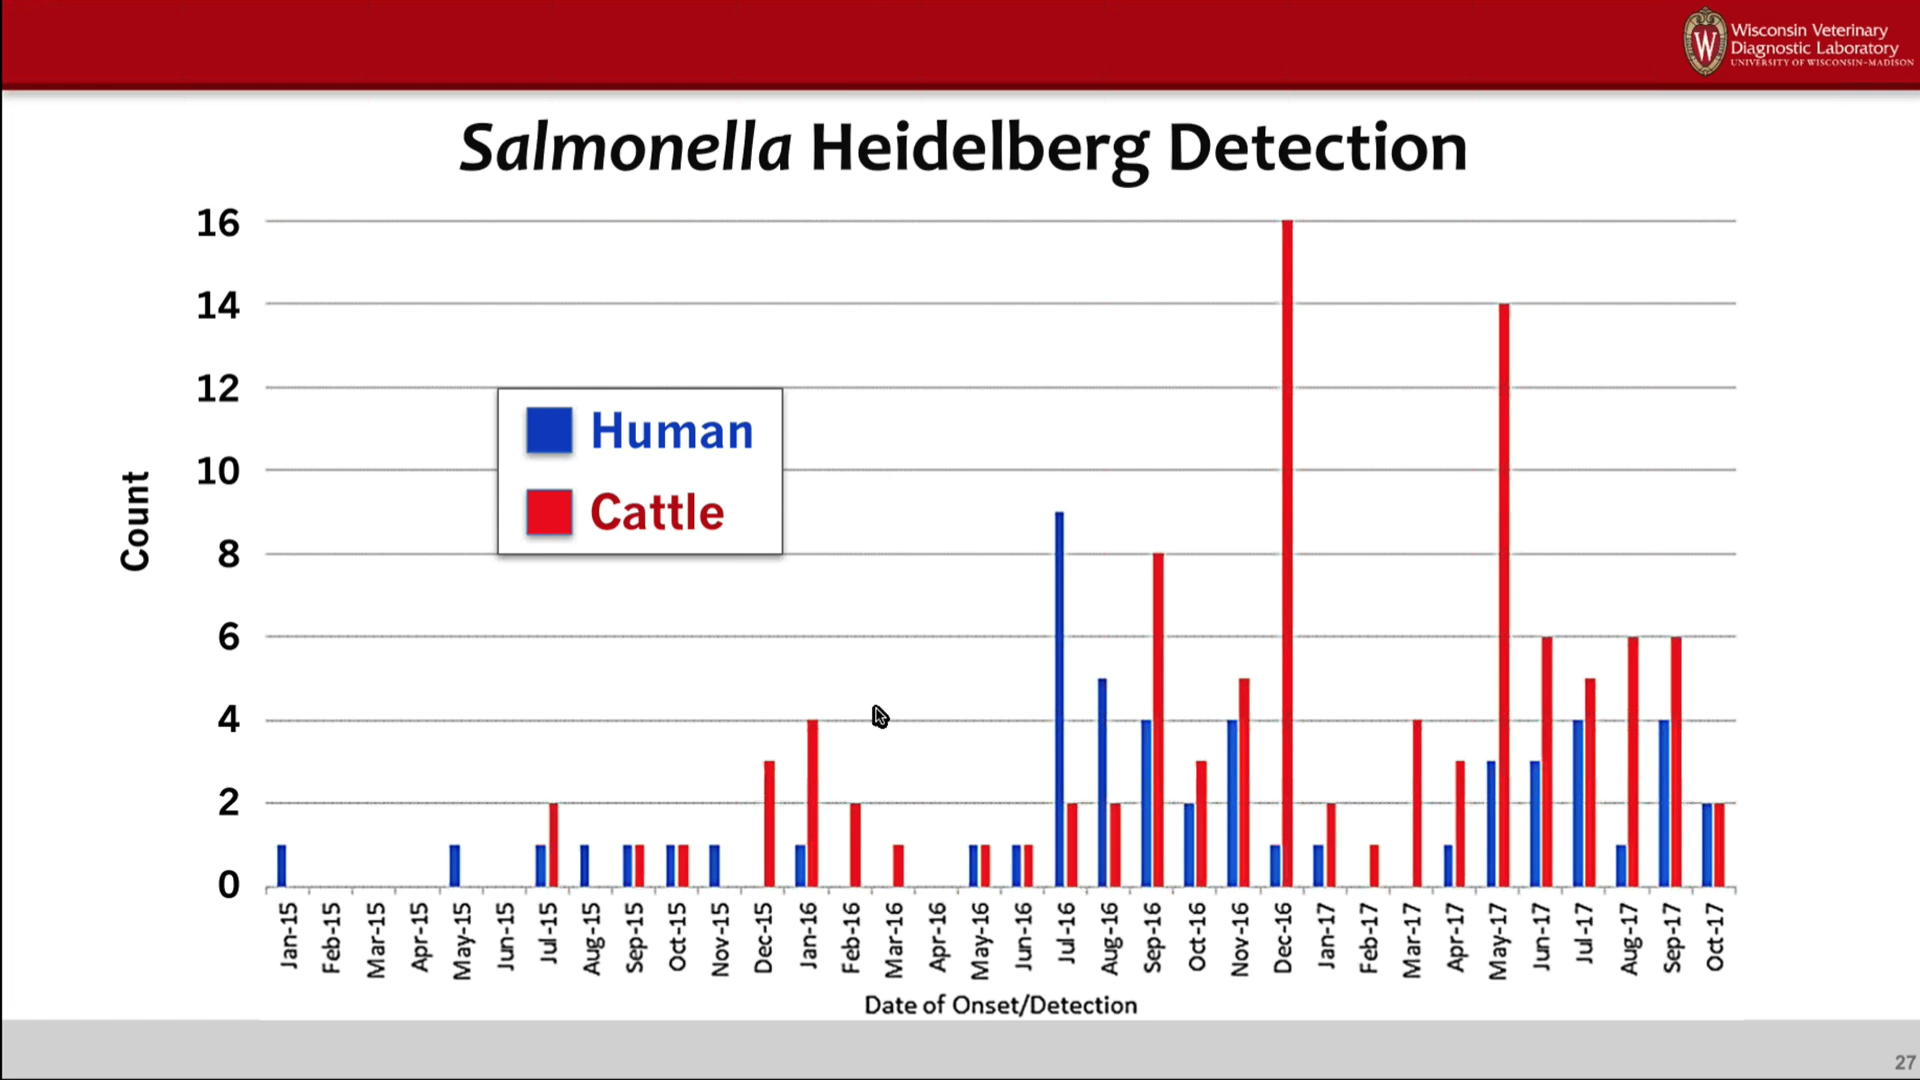 W
Wisconsin Veterinary
Diagnostic Laboratory
UNIVERSITY OF WISCONSIN–MADISON
Salmonella Heidelberg Detection
16
14
12
10
8
6
4
2
0
Count
Human
Cattle
Jan-15
Feb-15
Mar-15
Apr-15
May-15
Jun-15
Jul-15
Aug-15
Sep-15
Oct-15
Nov-15
Dec-15
Jan-16
Feb-16
Mar-16
Apr-16
May-16
Jun-16
Jul-16
Aug-16
Sep-16
Oct-16
Nov-16
Dec-16
Jan-17
Feb-17
Mar-17
Apr-17
May-17
Jun-17
Jul-17
Aug-17
Sep-17
Oct-17
Date of Onset/Detection
27